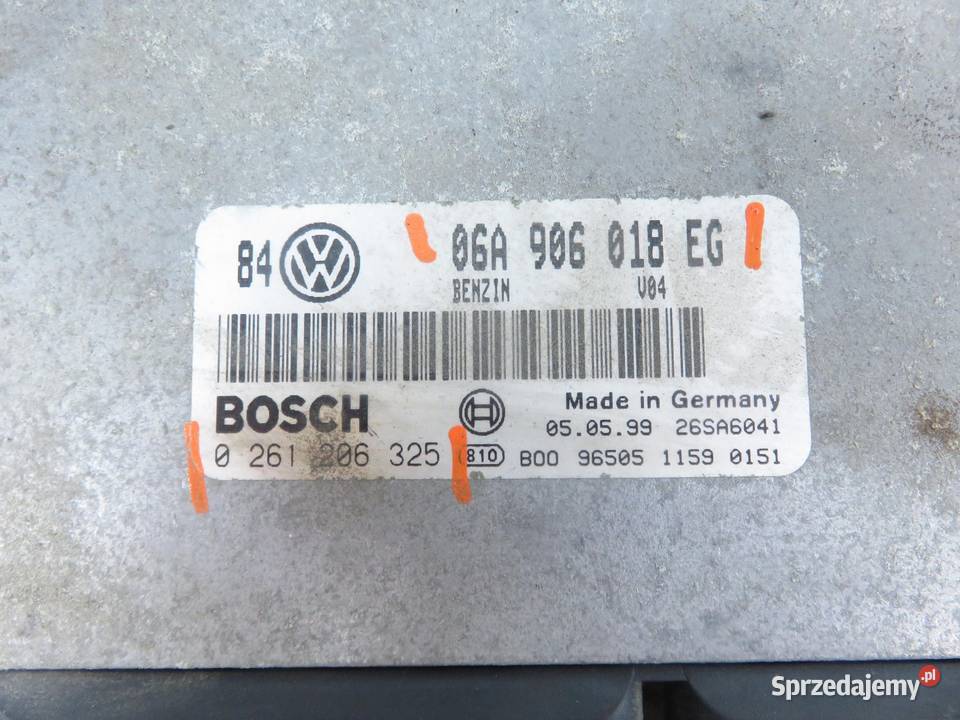 84 06A 906 018 EG
BENZIN V04
BOSCH
Made in Germany
05.05.99 26SA6041
0 261 206 325 810 B00 96505 1159 0151
Sprzedajemy.pl